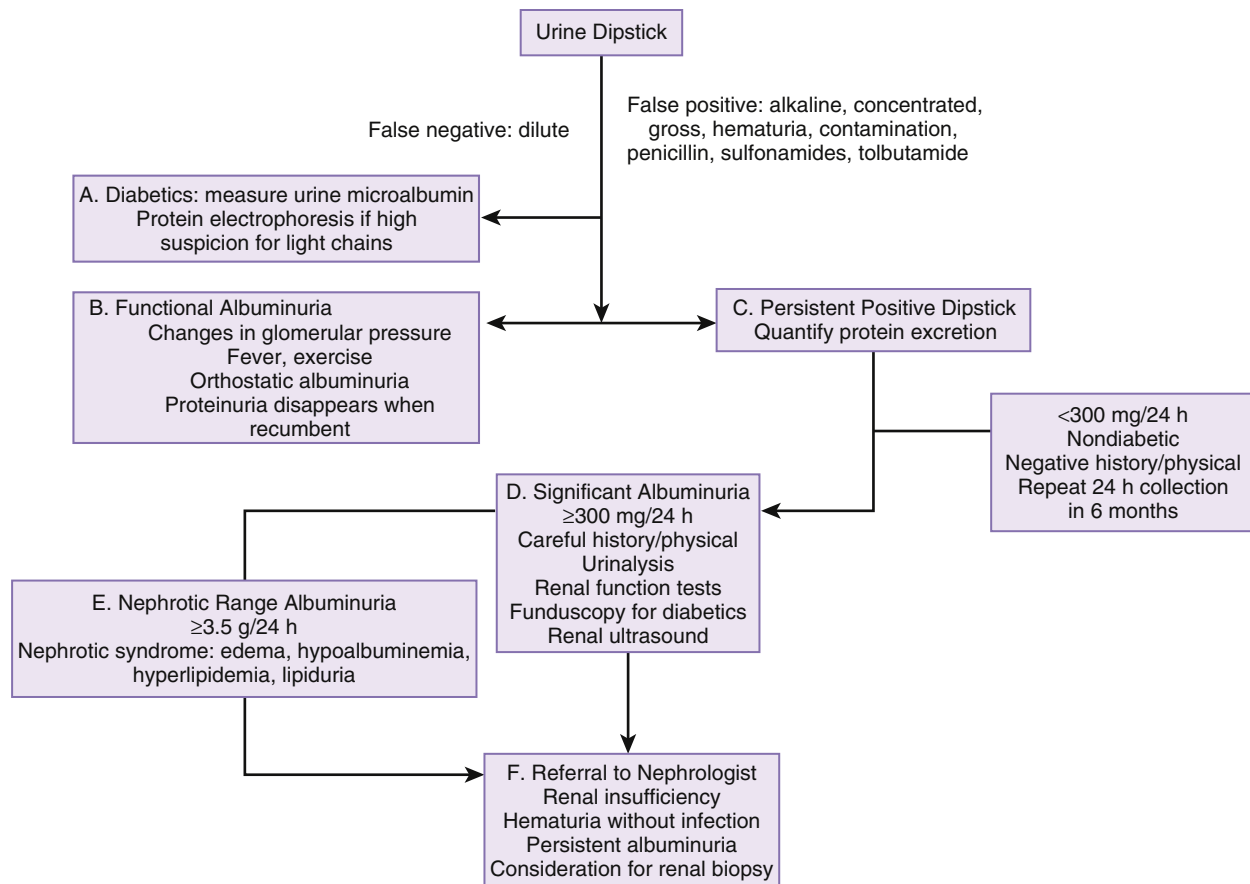 Urine Dipstick
False negative: dilute
False positive: alkaline, concentrated,
gross, hematuria, contamination,
penicillin, sulfonamides, tolbutamide
A. Diabetics: measure urine microalbumin
Protein electrophoresis if high
suspicion for light chains
B. Functional Albuminuria
Changes in glomerular pressure
Fever, exercise
Orthostatic albuminuria
Proteinuria disappears when
recumbent
C. Persistent Positive Dipstick
Quantify protein excretion
<300 mg/24 h
Nondiabetic
Negative history/physical
Repeat 24 h collection
in 6 months
D. Significant Albuminuria
≥300 mg/24 h
Careful history/physical
Urinalysis
Renal function tests
Funduscopy for diabetics
Renal ultrasound
E. Nephrotic Range Albuminuria
≥3.5 g/24 h
Nephrotic syndrome: edema, hypoalbuminemia,
hyperlipidemia, lipiduria
F. Referral to Nephrologist
Renal insufficiency
Hematuria without infection
Persistent albuminuria
Consideration for renal biopsy